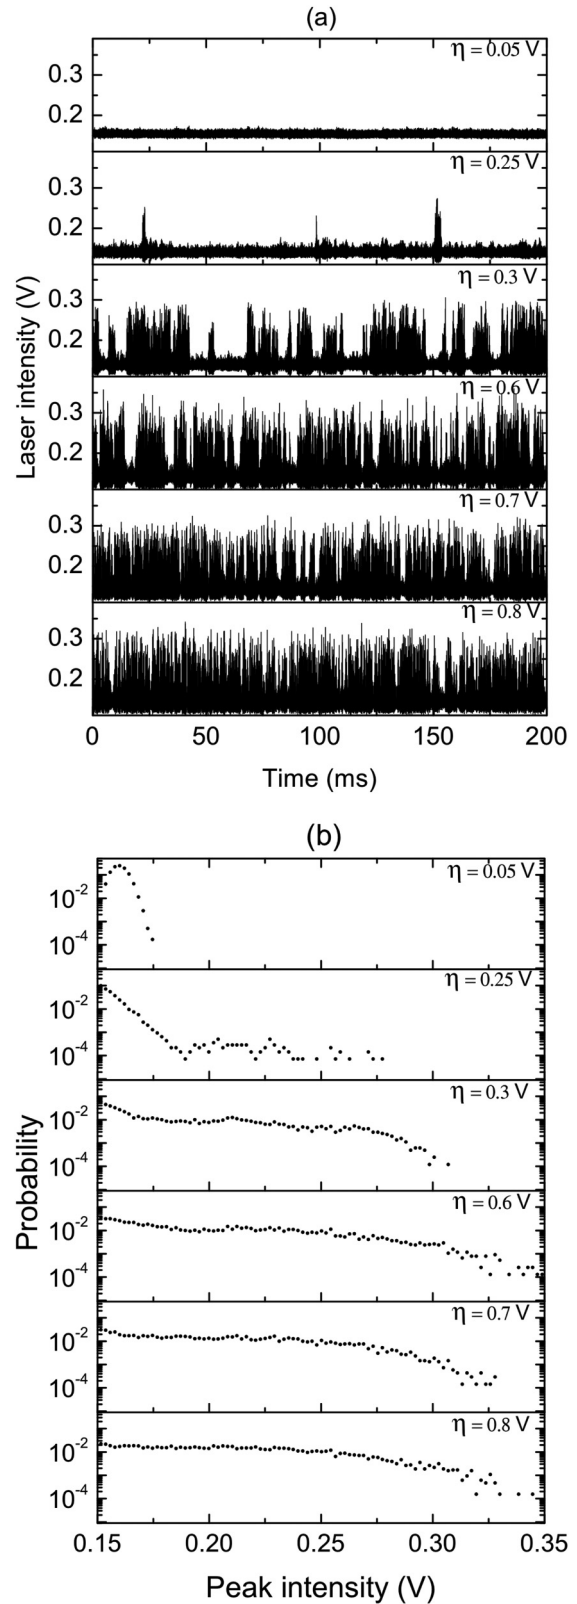 (a)
η = 0.05 V
0.3
0.2
η = 0.25 V
0.3
0.2
η = 0.3 V
0.3
0.2
η = 0.6 V
0.3
0.2
η = 0.7 V
0.3
0.2
η = 0.8 V
0.3
0.2
Laser intensity (V)
0 50 100 150 200
Time (ms)
(b)
η = 0.05 V
10-2
10-4
η = 0.25 V
10-2
10-4
η = 0.3 V
10-2
10-4
η = 0.6 V
10-2
10-4
η = 0.7 V
10-2
10-4
η = 0.8 V
10-2
10-4
Probability
0.15 0.20 0.25 0.30 0.35
Peak intensity (V)